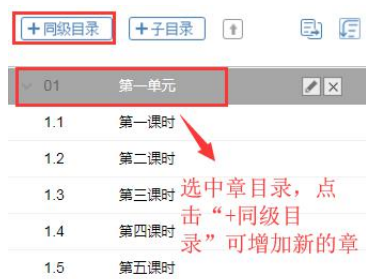 +同级目录 +子目录
01 第一单元
1.1 第一课时
1.2 第二课时
1.3 第三课时
1.4 第四课时
1.5 第五课时
选中章目录，点
击“+同级目
录”可增加新的章